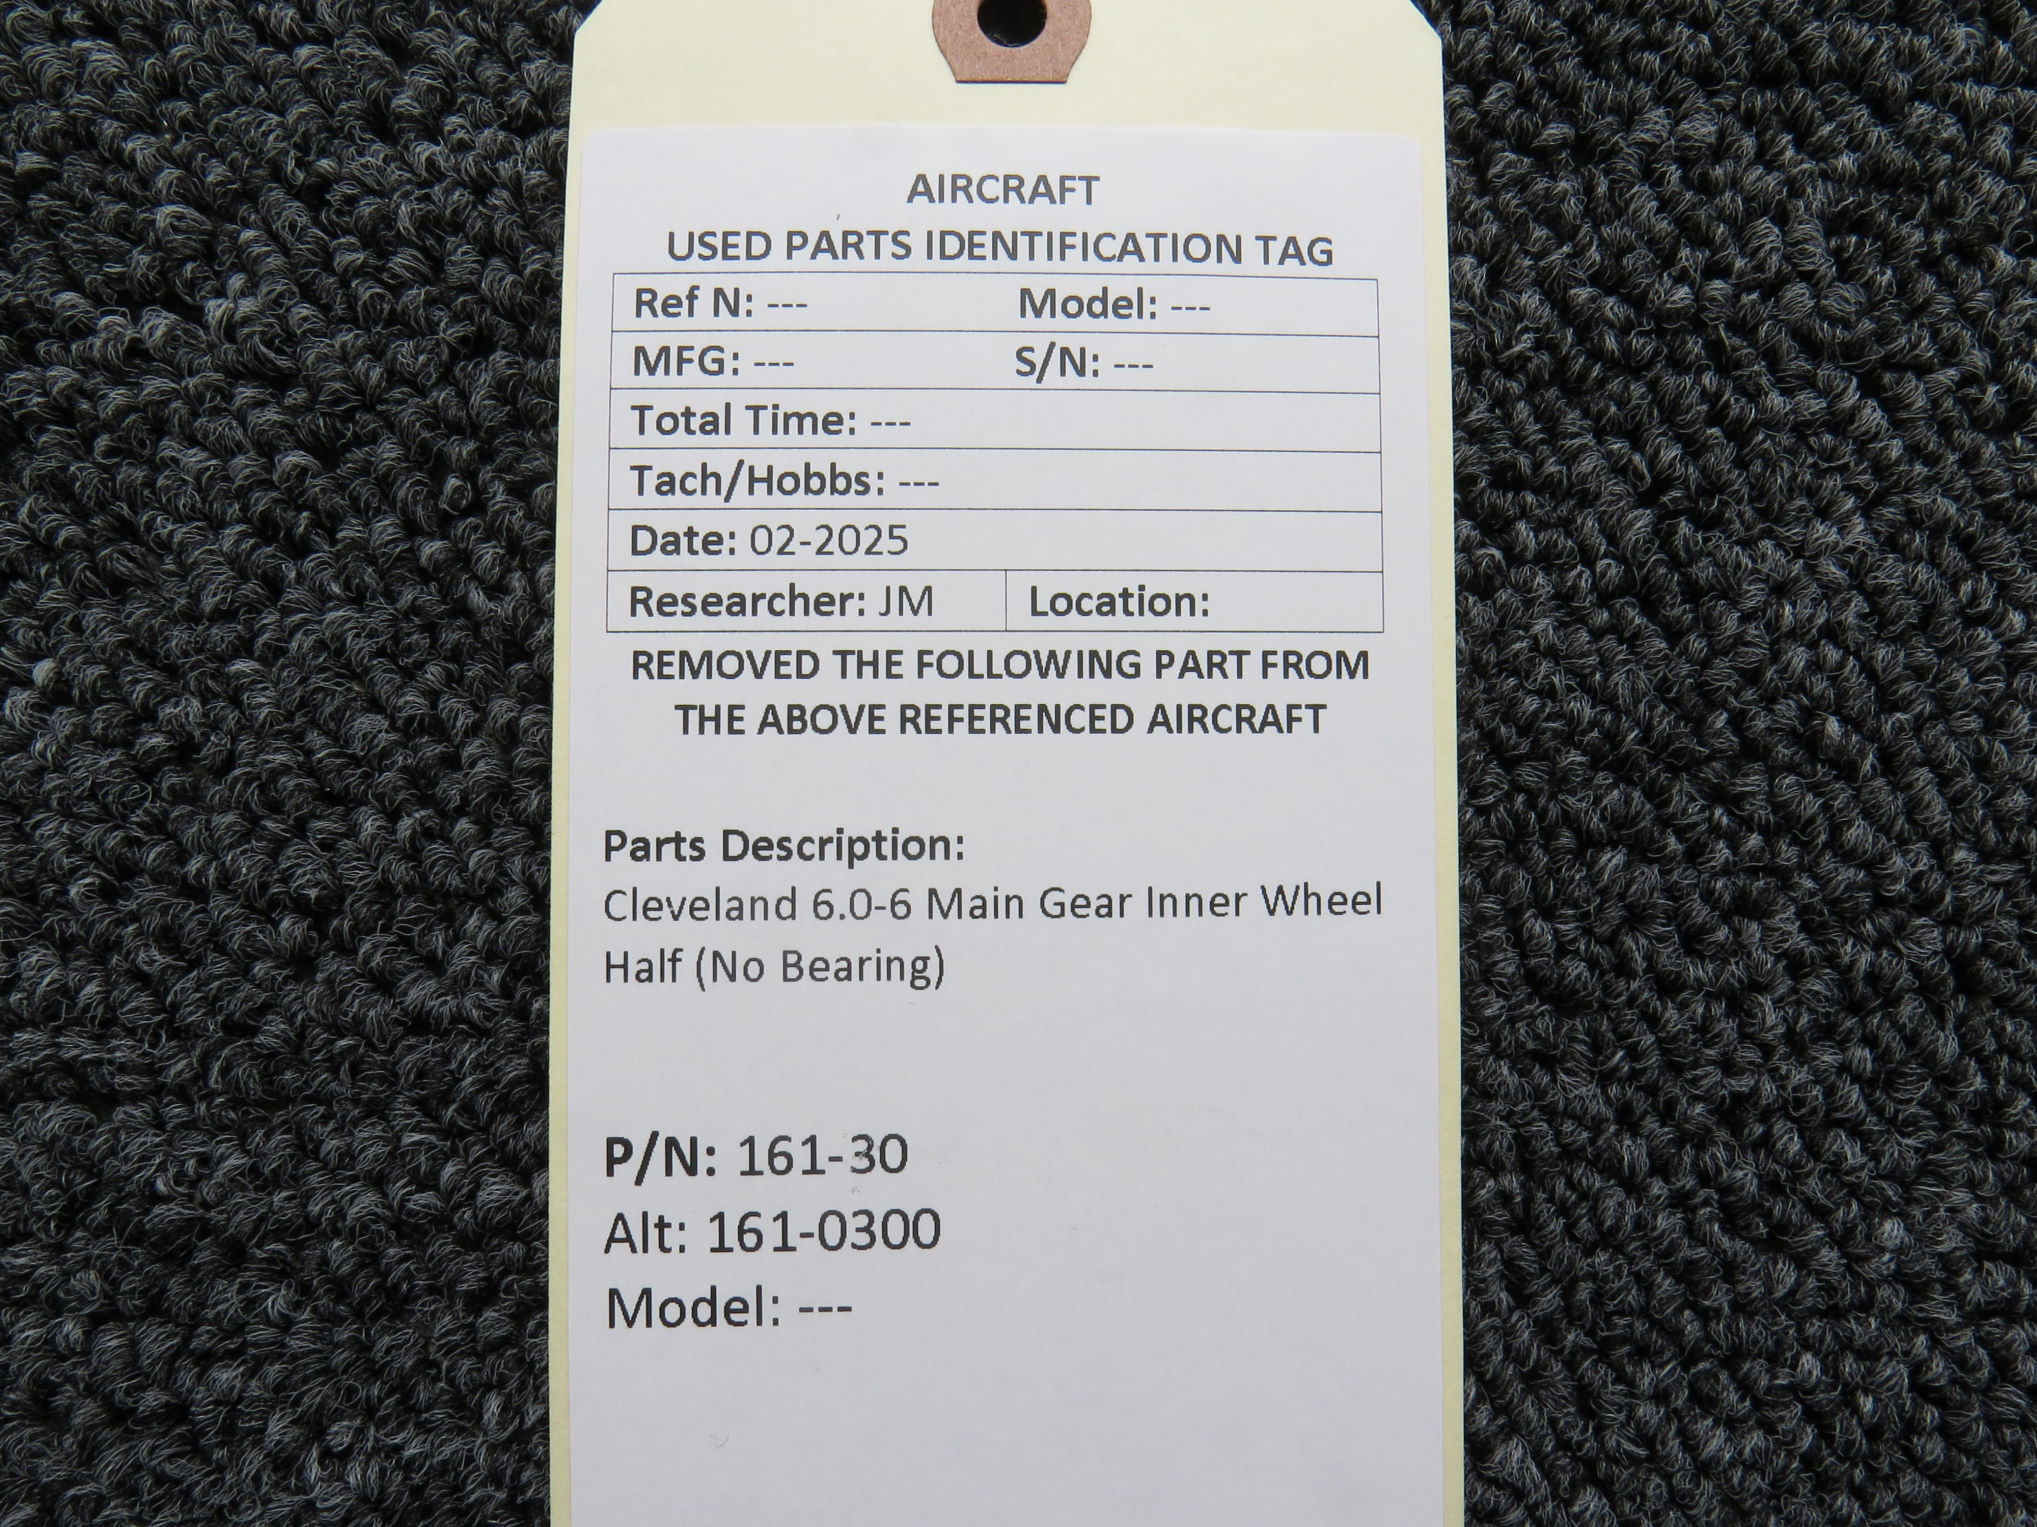 AIRCRAFT
USED PARTS IDENTIFICATION TAG
Ref N: --- Model: ---
MFG: --- S/N: ---
Total Time: ---
Tach/Hobbs: ---
Date: 02-2025
Researcher: JM Location:
REMOVED THE FOLLOWING PART FROM
THE ABOVE REFERENCED AIRCRAFT
Parts Description:
Cleveland 6.0-6 Main Gear Inner Wheel
Half (No Bearing)
P/N: 161-30
Alt: 161-0300
Model: ---